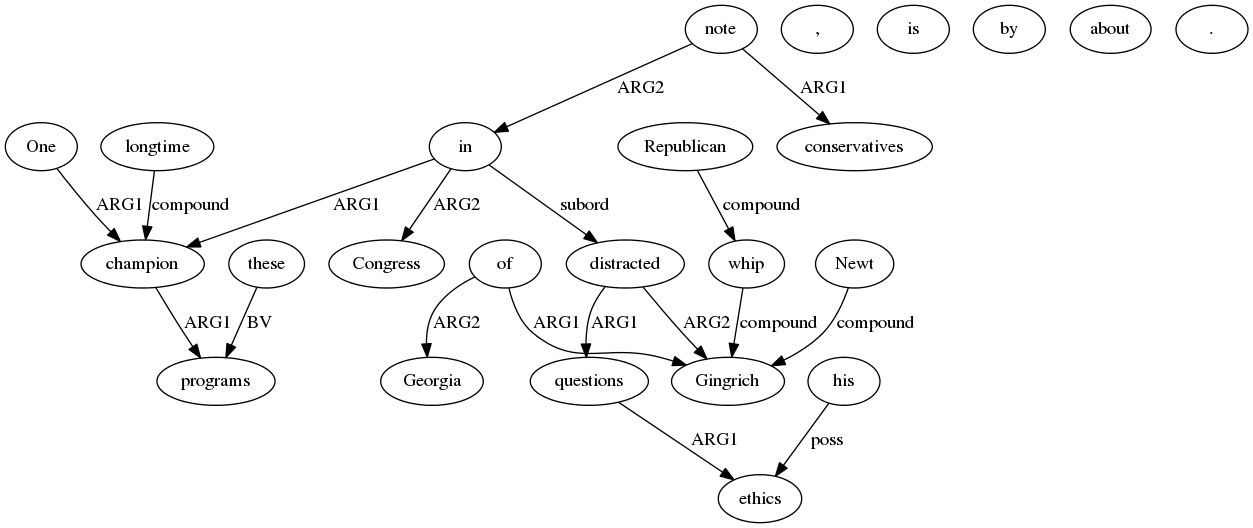 note , is by about .
ARG2 ARG1
One longtime in Republican conservatives
ARG1 compound ARG1 ARG2 subord compound
champion these Congress of distracted whip Newt
ARG1 BV ARG2 ARG1 ARG1 ARG2 compound compound
programs Georgia questions Gingrich his
ARG1 poss
ethics